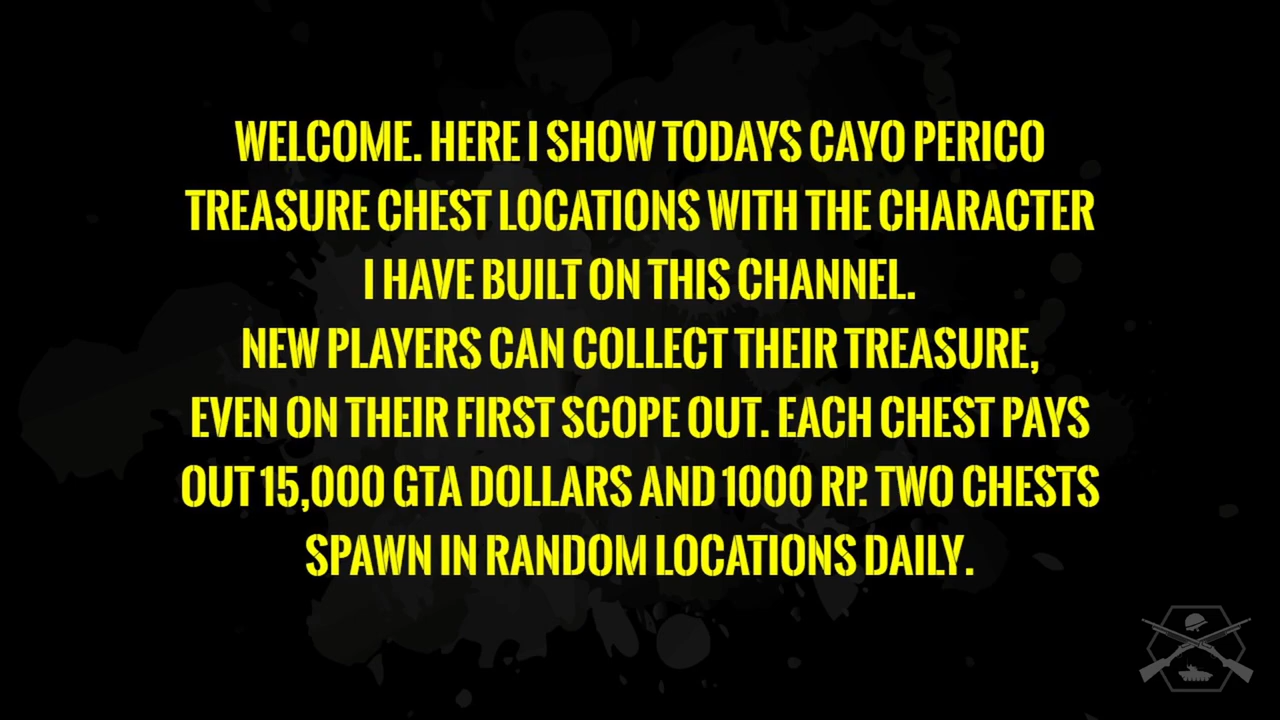 WELCOME. HERE I SHOW TODAYS CAYO PERICO
TREASURE CHEST LOCATIONS WITH THE CHARACTER
I HAVE BUILT ON THIS CHANNEL.
NEW PLAYERS CAN COLLECT THEIR TREASURE,
EVEN ON THEIR FIRST SCOPE OUT. EACH CHEST PAYS
OUT 15,000 GTA DOLLARS AND 1000 RP. TWO CHESTS
SPAWN IN RANDOM LOCATIONS DAILY.